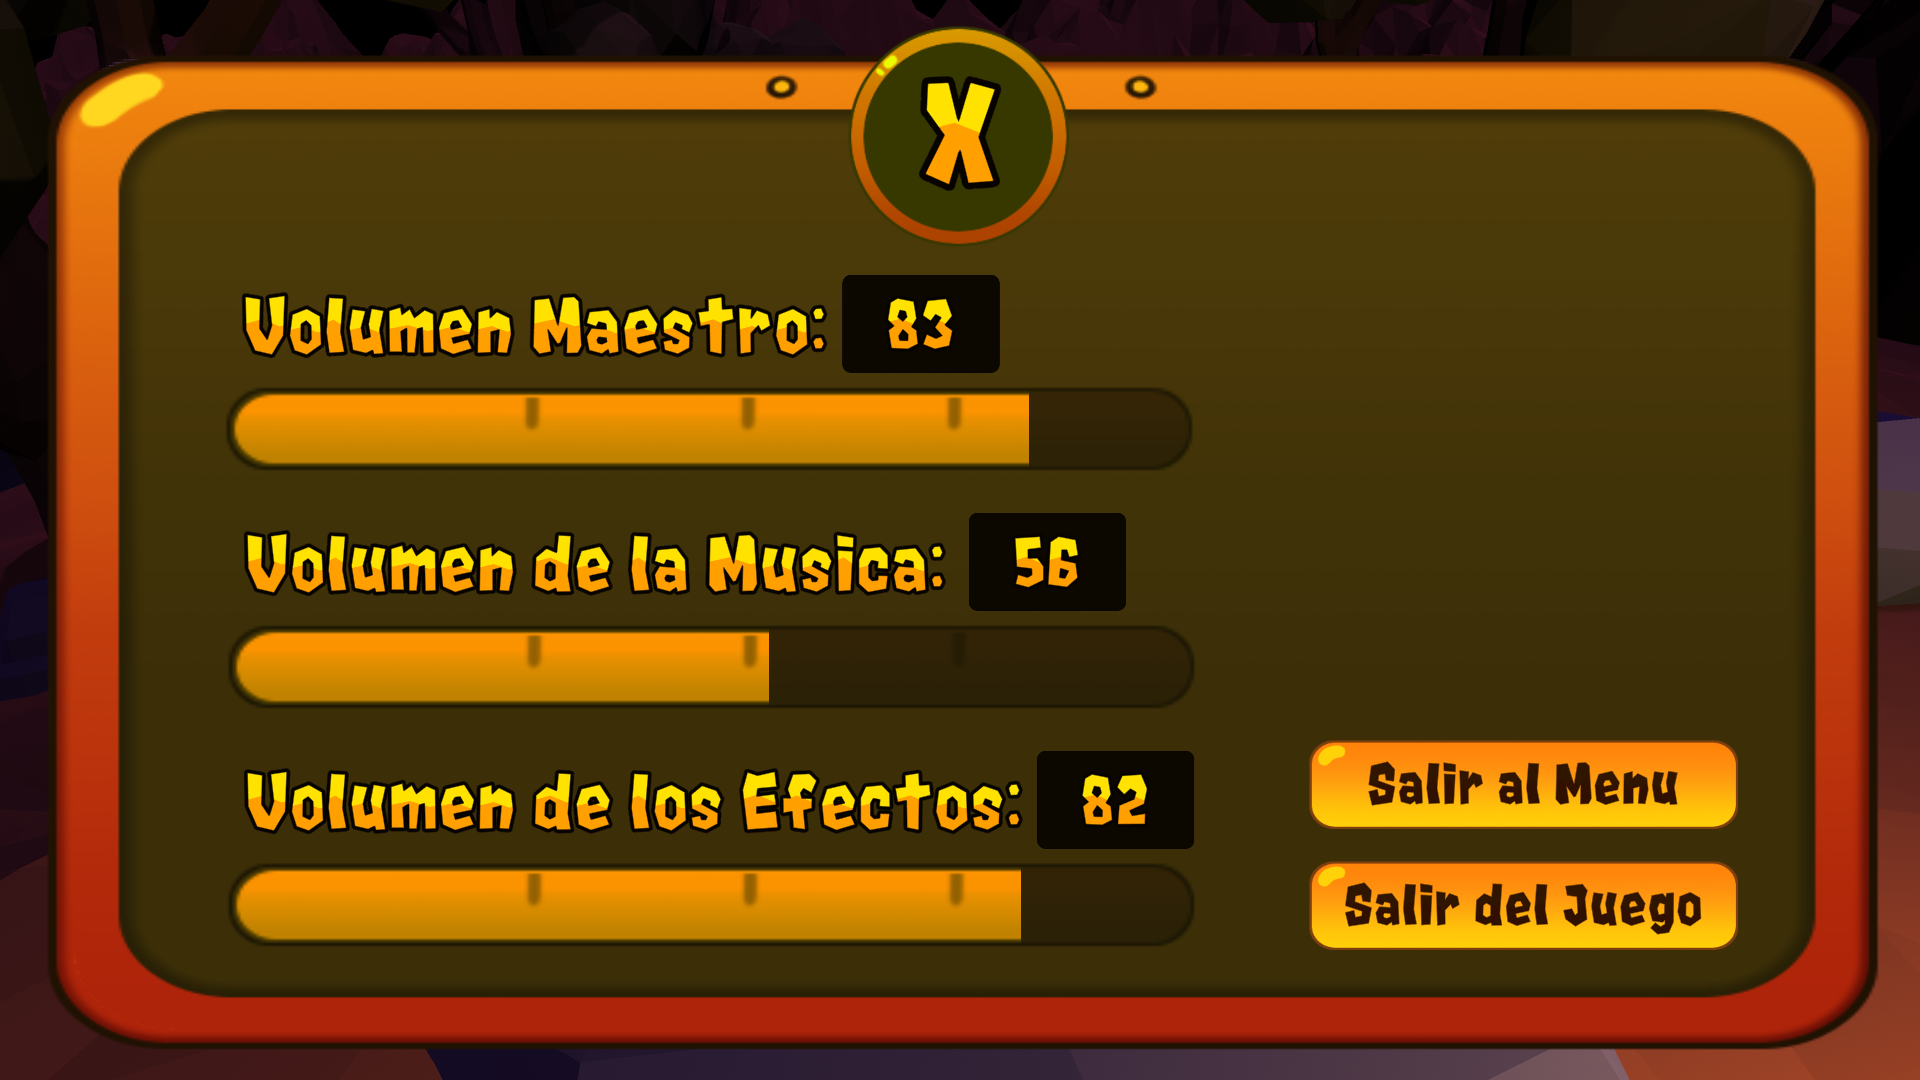 X
Volumen Maestro: 83
Volumen de la Musica: 56
Volumen de los Efectos: 82
Salir al Menu
Salir del Juego